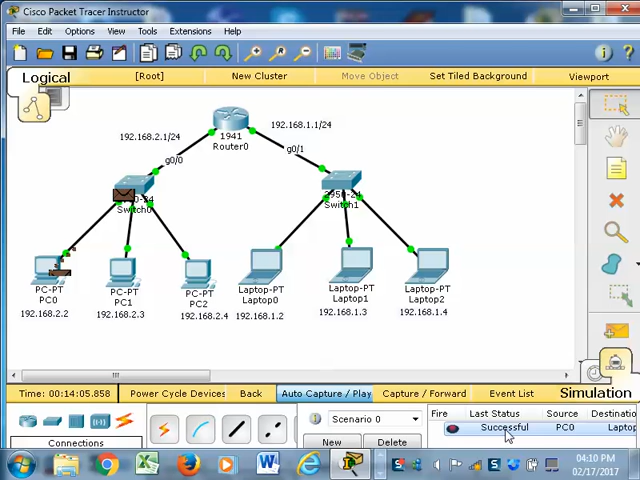 Cisco Packet Tracer Instructor
File Edit Options View Tools Extensions Help
Logical [Root] New Cluster Move Object Set Tiled Background Viewport
192.168.2.1/24
192.168.1.1/24
1941
Router0
g0/0
g0/1
Switch0
2950-24
Switch1
PC-PT
PC0
192.168.2.2
PC-PT
PC1
192.168.2.3
PC-PT
PC2
192.168.2.4
Laptop-PT
Laptop0
192.168.1.2
Laptop-PT
Laptop1
192.168.1.3
Laptop-PT
Laptop2
192.168.1.4
Time: 00:14:05.858 Power Cycle Devices Back Auto Capture / Play Capture / Forward Event List Simulation
Connections
Scenario 0
New Delete
Fire Last Status Source Destinatio
Successful PC0 Laptop
04:10 PM
02/17/2017